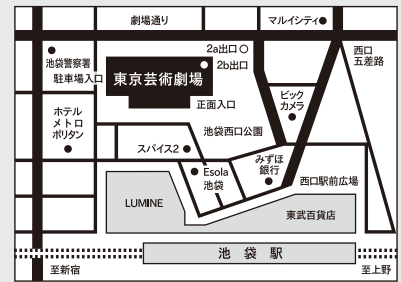 劇場通り
マルイシティ
2a出口
西口
五差路
池袋警察署
2b出口
駐車場入口
東京芸術劇場
正面入口
ビック
カメラ
ホテル
メトロ
ポリタン
池袋西口公園
スパイス2
みずほ
銀行
Esola
池袋
西口駅前広場
LUMINE
東武百貨店
池袋駅
至新宿
至上野